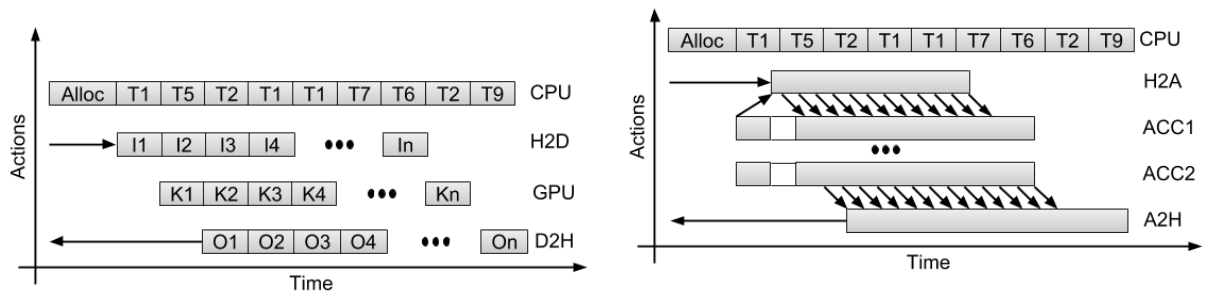 Alloc T1 T5 T2 T1 T1 T7 T6 T2 T9 CPU
I1 I2 I3 I4 ••• In H2D
K1 K2 K3 K4 ••• Kn GPU
O1 O2 O3 O4 ••• On D2H
Actions
Time
Alloc T1 T5 T2 T1 T1 T7 T6 T2 T9 CPU
H2A
ACC1
•••
ACC2
A2H
Actions
Time